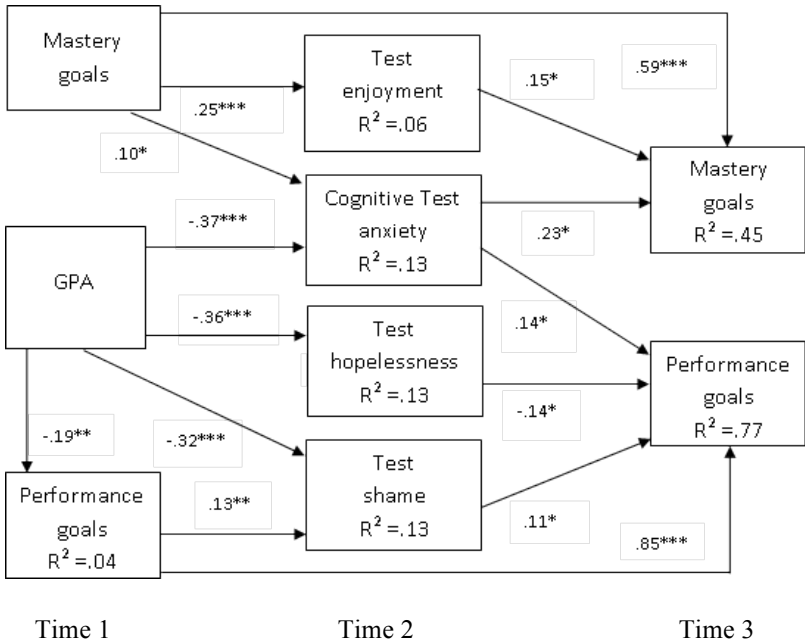 Mastery
goals
Test
enjoyment
R² =.06
.15*
.59***
.25***
.10*
Mastery
goals
R² =.45
Cognitive Test
anxiety
R² =.13
-.37***
.23*
GPA
-.36***
.14*
Test
hopelessness
R² =.13
Performance
goals
R² =.77
-.14*
-.19**
-.32***
Test
shame
R² =.13
Performance
goals
R² =.04
.13**
.11*
.85***
Time 1
Time 2
Time 3